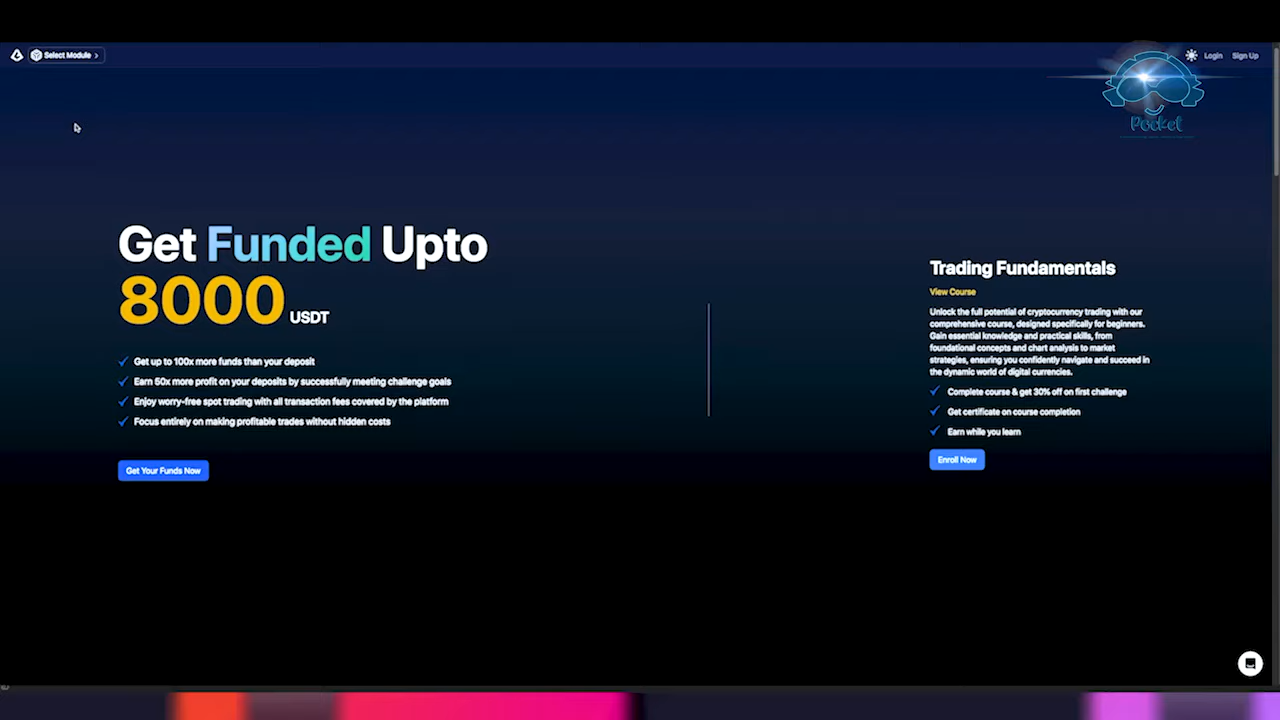 Select Module
Login
Sign Up
Pocket
Get Funded Upto
8000 USDT
Get up to 100x more funds than your deposit
Earn 50x more profit on your deposits by successfully meeting challenge goals
Enjoy worry-free spot trading with all transaction fees covered by the platform
Focus entirely on making profitable trades without hidden costs
Get Your Funds Now
Trading Fundamentals
View Course
Unlock the full potential of cryptocurrency trading with our
comprehensive course, designed specifically for beginners.
Gain essential knowledge and practical skills, from
foundational concepts and chart analysis to market
strategies, ensuring you confidently navigate and succeed in
the dynamic world of digital currencies.
Complete course & get 30% off on first challenge
Get certificate on course completion
Earn while you learn
Enroll Now